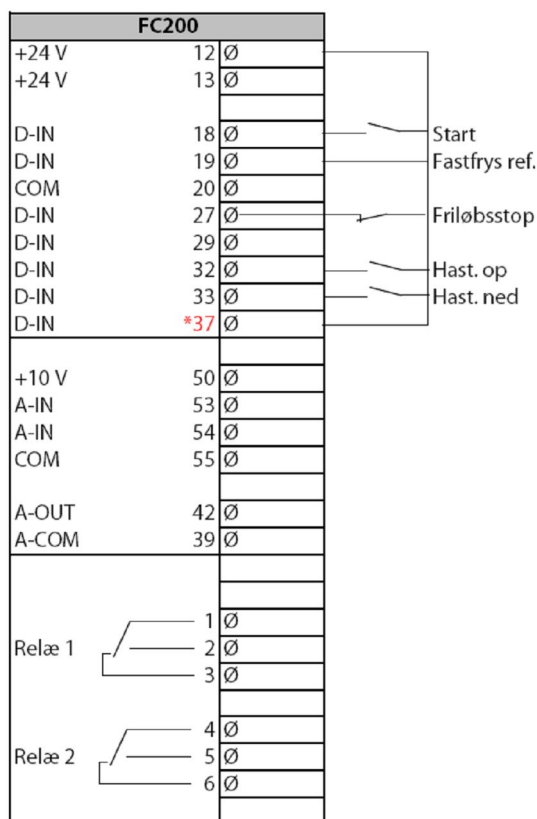 FC200
+24 V 12 Ø
+24 V 13 Ø
D-IN 18 Ø Start
D-IN 19 Ø Fastfrys ref.
COM 20 Ø
D-IN 27 Ø Friløbsstop
D-IN 29 Ø
D-IN 32 Ø Hast. op
D-IN 33 Ø Hast. ned
D-IN *37 Ø
+10 V 50 Ø
A-IN 53 Ø
A-IN 54 Ø
COM 55 Ø
A-OUT 42 Ø
A-COM 39 Ø
1 Ø
Relæ 1 2 Ø
3 Ø
4 Ø
Relæ 2 5 Ø
6 Ø